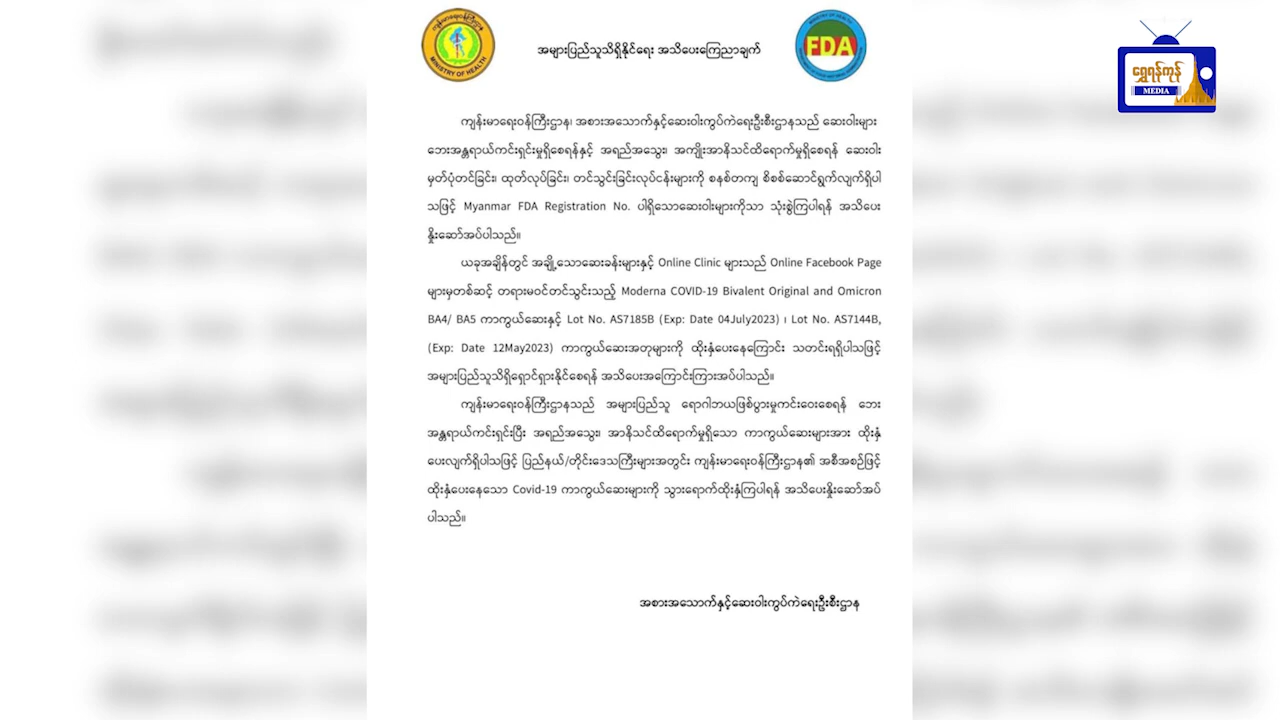 ကျန်းမာရေးဝန်ကြီးဌာန
MINISTRY OF HEALTH
အများပြည်သူသိရှိနိုင်ရေး အသိပေးကြေညာချက်
MINISTRY OF HEALTH
FDA
ရွှေရန်ကုန်
MEDIA
ကျန်းမာရေးဝန်ကြီးဌာန၊ အစားအသောက်နှင့်ဆေးဝါးကွပ်ကဲရေးဦးစီးဌာနသည် ဆေးဝါးများ
ဘေးအန္တရာယ်ကင်းရှင်းမှုရှိစေရန်နှင့် အရည်အသွေး၊ အကျိုးအာနိသင်ထိရောက်မှုရှိစေရန် ဆေးဝါး
မှတ်ပုံတင်ခြင်း၊ ထုတ်လုပ်ခြင်း၊ တင်သွင်းခြင်းလုပ်ငန်းများကို စနစ်တကျ စိစစ်ဆောင်ရွက်လျက်ရှိပါ
သဖြင့် Myanmar FDA Registration No. ပါရှိသောဆေးဝါးများကိုသာ သုံးစွဲကြပါရန် အသိပေး
နှိုးဆော်အပ်ပါသည်။
ယခုအချိန်တွင် အချို့သောဆေးခန်းများနှင့် Online Clinic များသည် Online Facebook Page
များမှတစ်ဆင့် တရားမဝင်တင်သွင်းသည့် Moderna COVID-19 Bivalent Original and Omicron
BA4/ BA5 ကာကွယ်ဆေးနှင့် Lot No. AS7185B (Exp: Date 04July2023) ၊ Lot No. AS7144B,
(Exp: Date 12May2023) ကာကွယ်ဆေးအတုများကို ထိုးနှံပေးနေကြောင်း သတင်းရရှိပါသဖြင့်
အများပြည်သူသိရှိရှောင်ရှားနိုင်စေရန် အသိပေးအကြောင်းကြားအပ်ပါသည်။
ကျန်းမာရေးဝန်ကြီးဌာနသည် အများပြည်သူ ရောဂါဘယဖြစ်ပွားမှုကင်းဝေးစေရန် ဘေး
အန္တရာယ်ကင်းရှင်းပြီး အရည်အသွေး၊ အာနိသင်ထိရောက်မှုရှိသော ကာကွယ်ဆေးများအား ထိုးနှံ
ပေးလျက်ရှိပါသဖြင့် ပြည်နယ်/တိုင်းဒေသကြီးများအတွင်း ကျန်းမာရေးဝန်ကြီးဌာန၏ အစီအစဉ်ဖြင့်
ထိုးနှံပေးနေသော Covid-19 ကာကွယ်ဆေးများကို သွားရောက်ထိုးနှံကြပါရန် အသိပေးနှိုးဆော်အပ်
ပါသည်။
အစားအသောက်နှင့်ဆေးဝါးကွပ်ကဲရေးဦးစီးဌာန